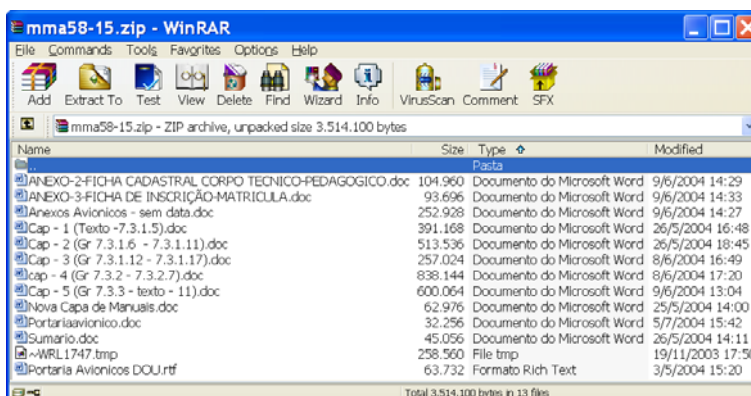 mma58-15.zip - WinRAR
File Commands Tools Favorites Options Help
Add Extract To Test View Delete Find Wizard Info VirusScan Comment SFX
mma58-15.zip - ZIP archive, unpacked size 3.514.100 bytes
Name Size Type Modified
.. Pasta
ANEXO-2-FICHA CADASTRAL CORPO TECNICO-PEDAGOGICO.doc 104.960 Documento do Microsoft Word 9/6/2004 14:29
ANEXO-3-FICHA DE INSCRIÇÃO-MATRICULA.doc 93.696 Documento do Microsoft Word 9/6/2004 14:33
Anexos Avionicos - sem data.doc 252.928 Documento do Microsoft Word 9/6/2004 14:27
Cap - 1 (Texto -7.3.1.5).doc 391.168 Documento do Microsoft Word 26/5/2004 16:48
Cap - 2 (Gr 7.3.1.6 - 7.3.1.11).doc 513.536 Documento do Microsoft Word 26/5/2004 18:45
Cap - 3 (Gr 7.3.1.12 - 7.3.1.17).doc 257.024 Documento do Microsoft Word 8/6/2004 16:49
cap - 4 (Gr 7.3.2 - 7.3.2.7).doc 838.144 Documento do Microsoft Word 8/6/2004 17:20
Cap - 5 (Gr 7.3.3 - texto - 11).doc 600.064 Documento do Microsoft Word 9/6/2004 13:04
Nova Capa de Manuais.doc 62.976 Documento do Microsoft Word 25/5/2004 14:00
Portariaavionico.doc 32.256 Documento do Microsoft Word 5/7/2004 15:42
Sumario.doc 45.056 Documento do Microsoft Word 26/5/2004 14:11
~WRL1747.tmp 258.560 File tmp 19/11/2003
Portaria Avionicos DOU.rtf 63.732 Formato Rich Text 3/5/2004 15:20
Total 3.514.100 bytes in 13 files